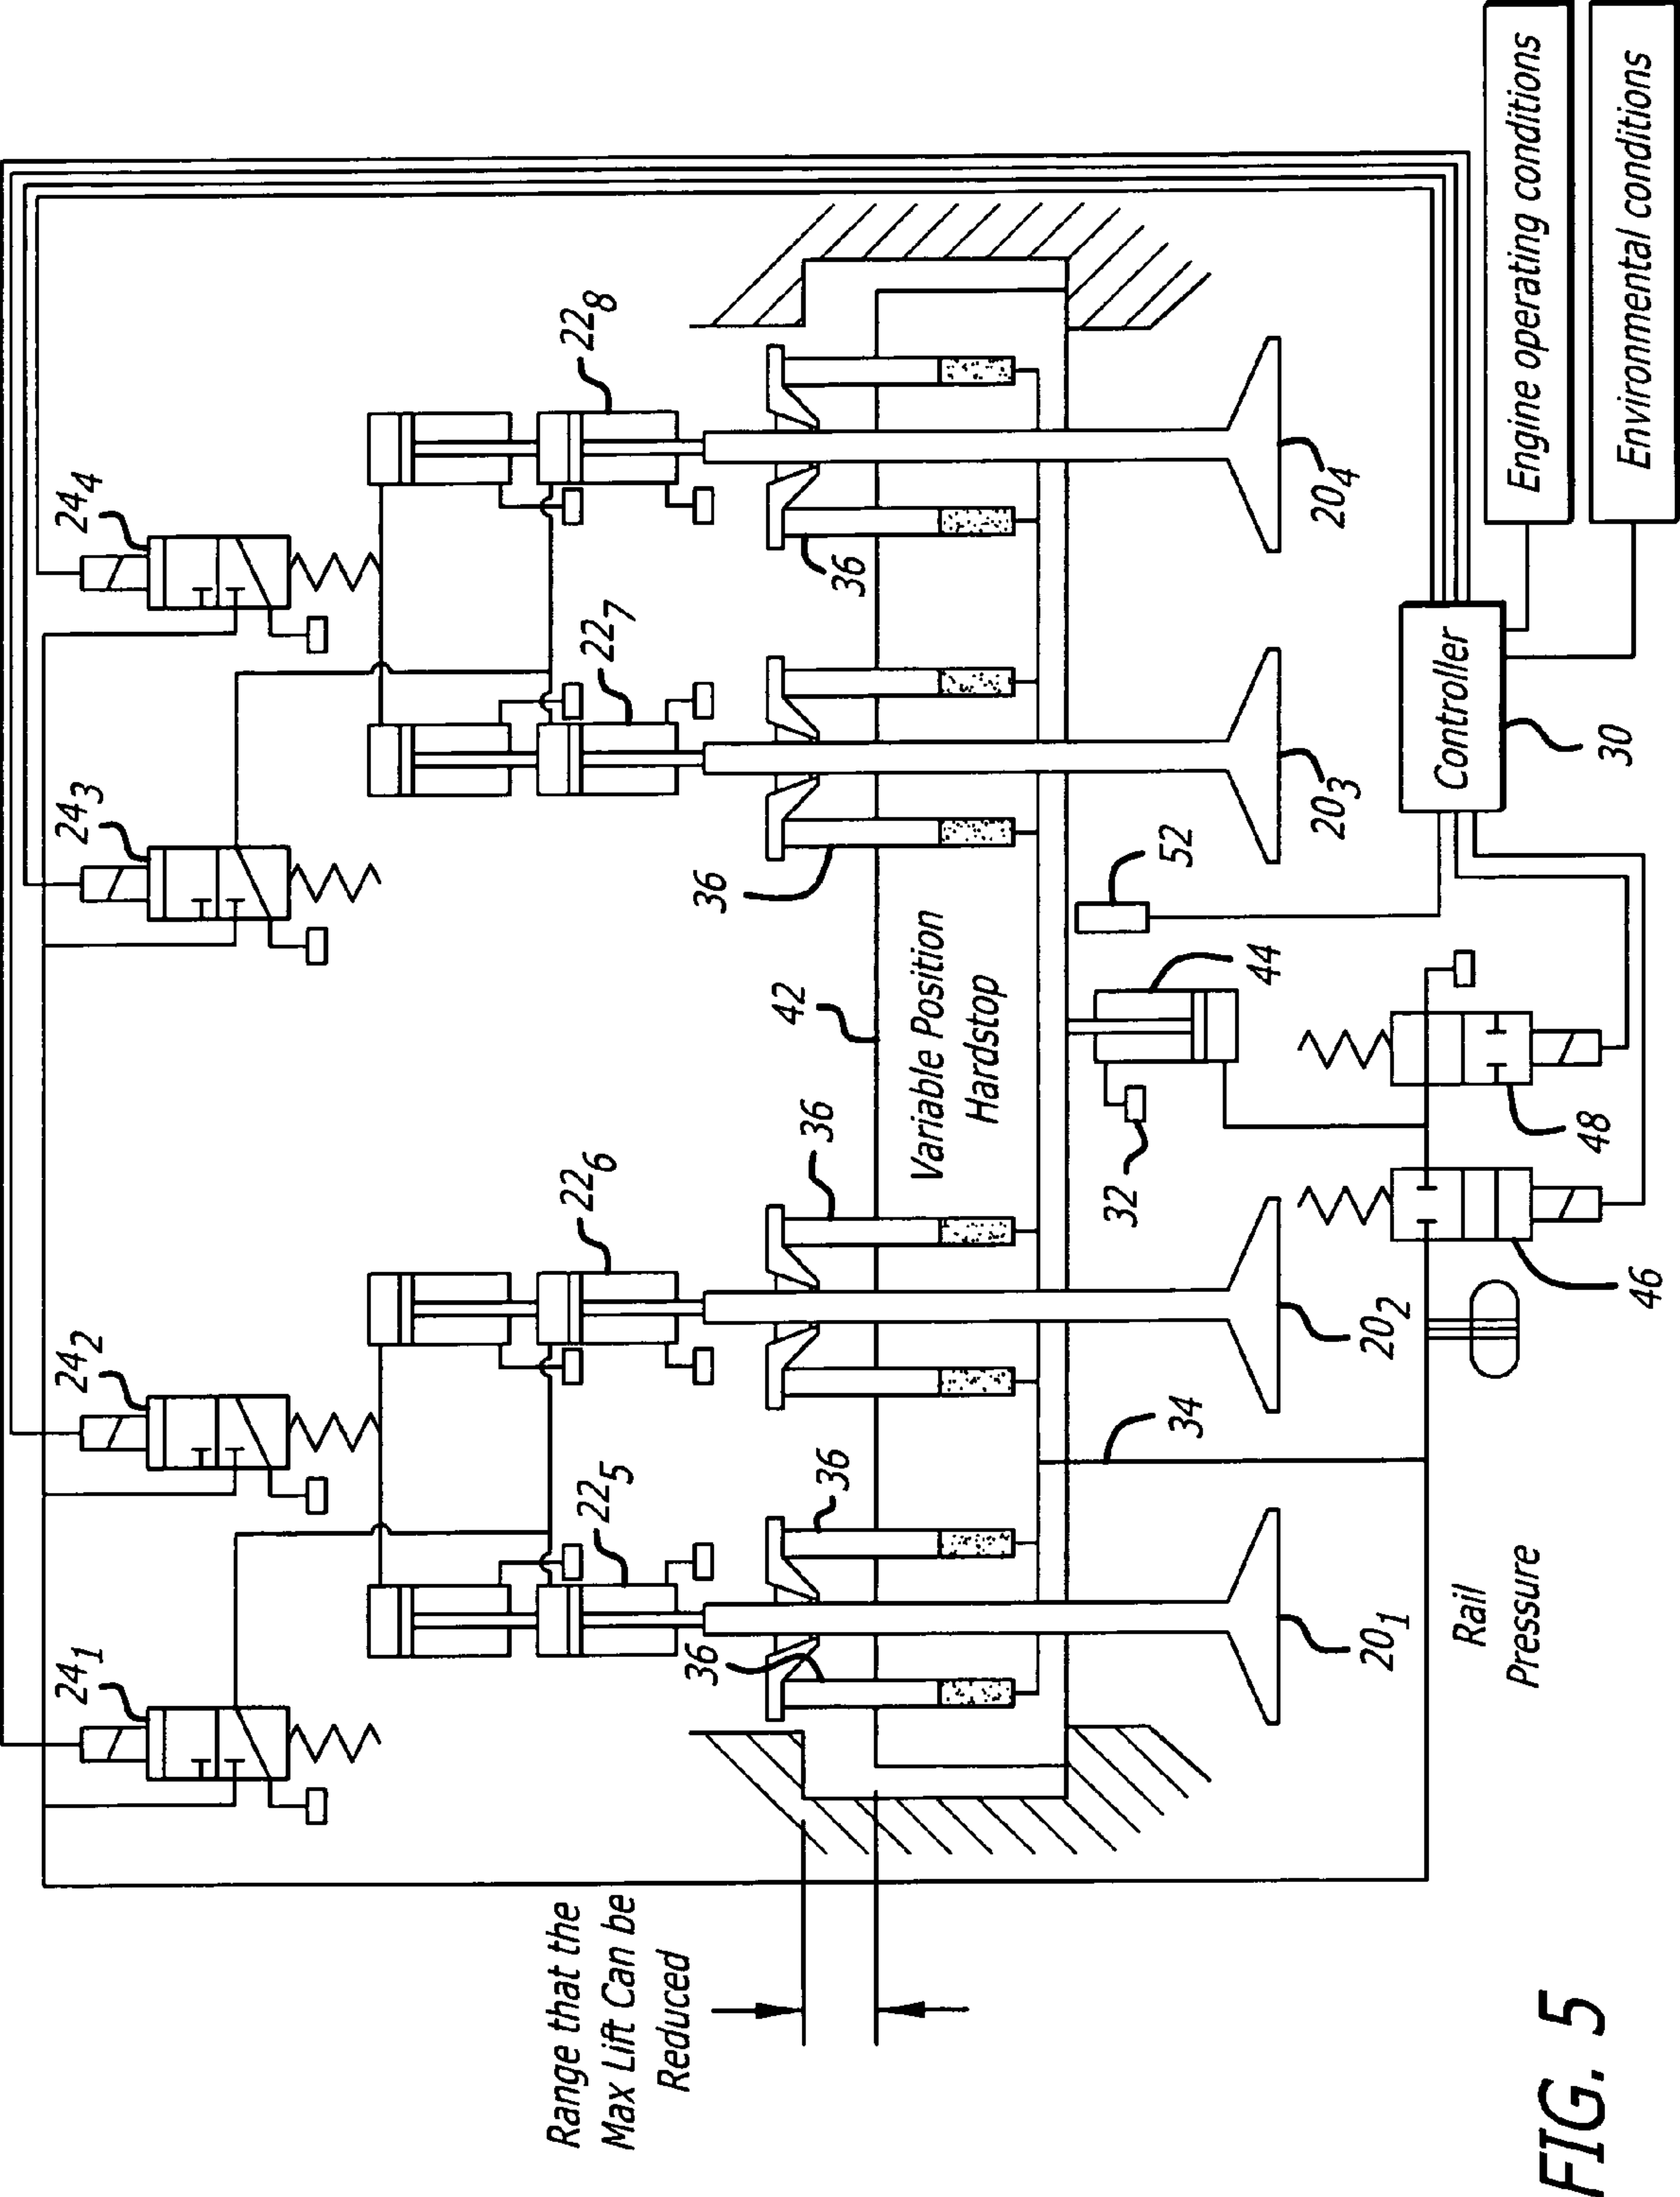 24₁
24₂
24₃
24₄
22₅
22₆
22₇
22₈
Range that the
Max Lift Can be
Reduced
36
36
36
36
36
42
Variable Position
Hardstop
32
44
52
34
20₁
20₂
20₃
20₄
Rail
Pressure
46
48
Controller
30
Engine operating conditions
Environmental conditions
FIG. 5